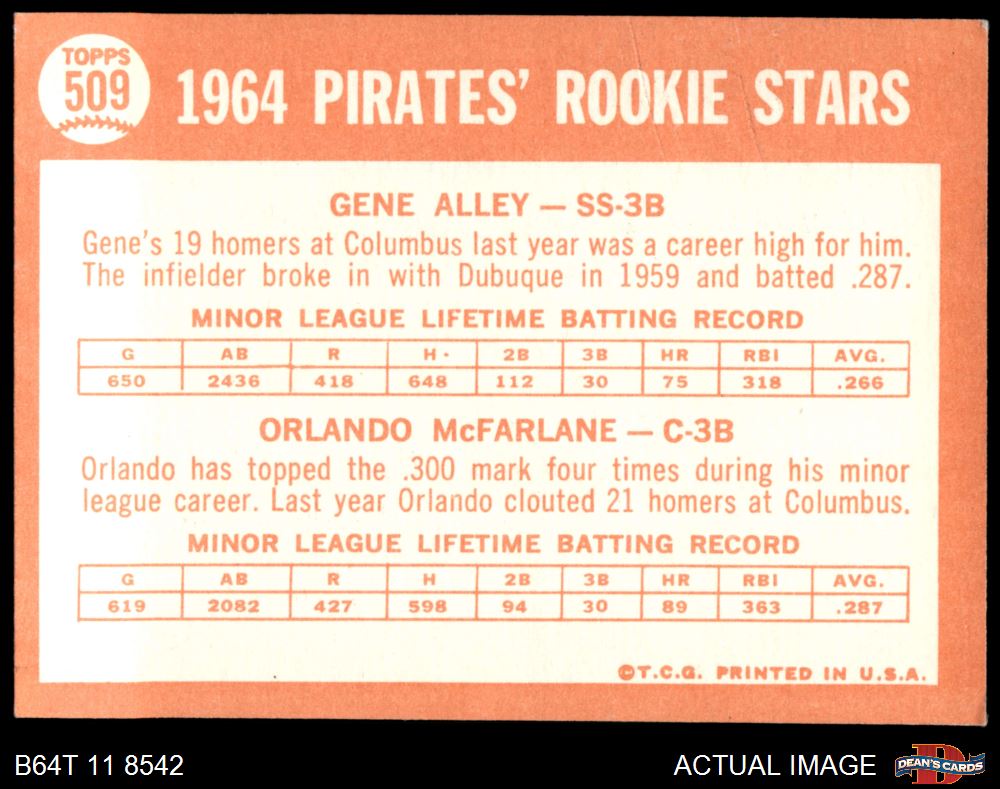 TOPPS
509
1964 PIRATES' ROOKIE STARS
GENE ALLEY — SS-3B
Gene's 19 homers at Columbus last year was a career high for him.
The infielder broke in with Dubuque in 1959 and batted .287.
MINOR LEAGUE LIFETIME BATTING RECORD
G AB R H 2B 3B HR RBI AVG.
650 2436 418 648 112 30 75 318 .266
ORLANDO McFARLANE — C-3B
Orlando has topped the .300 mark four times during his minor
league career. Last year Orlando clouted 21 homers at Columbus.
MINOR LEAGUE LIFETIME BATTING RECORD
G AB R H 2B 3B HR RBI AVG.
619 2082 427 598 94 30 89 363 .287
©T.C.G. PRINTED IN U.S.A.
B64T 11 8542
ACTUAL IMAGE
DEAN'S CARDS